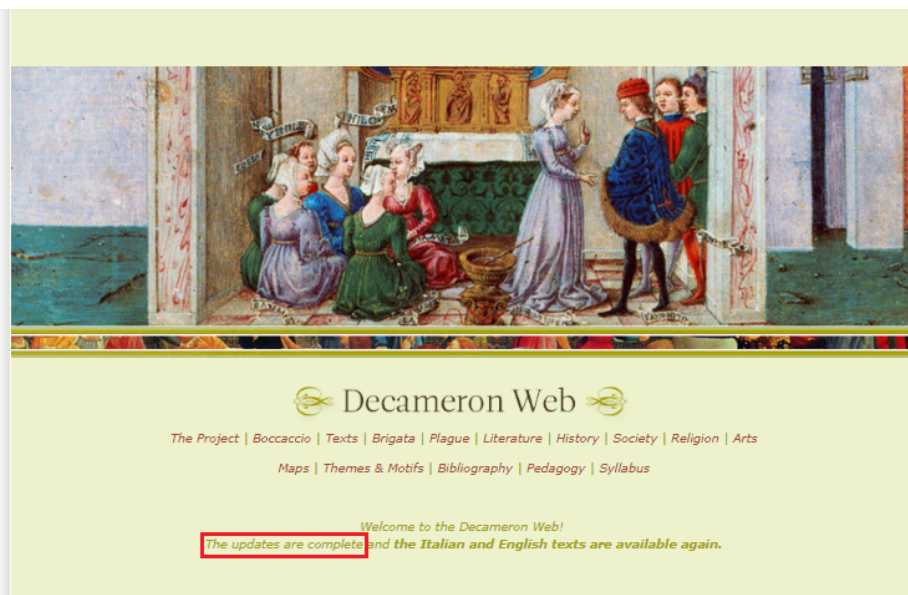 Decameron Web
The Project | Boccaccio | Texts | Brigata | Plague | Literature | History | Society | Religion | Arts
Maps | Themes & Motifs | Bibliography | Pedagogy | Syllabus
Welcome to the Decameron Web!
The updates are complete and the Italian and English texts are available again.